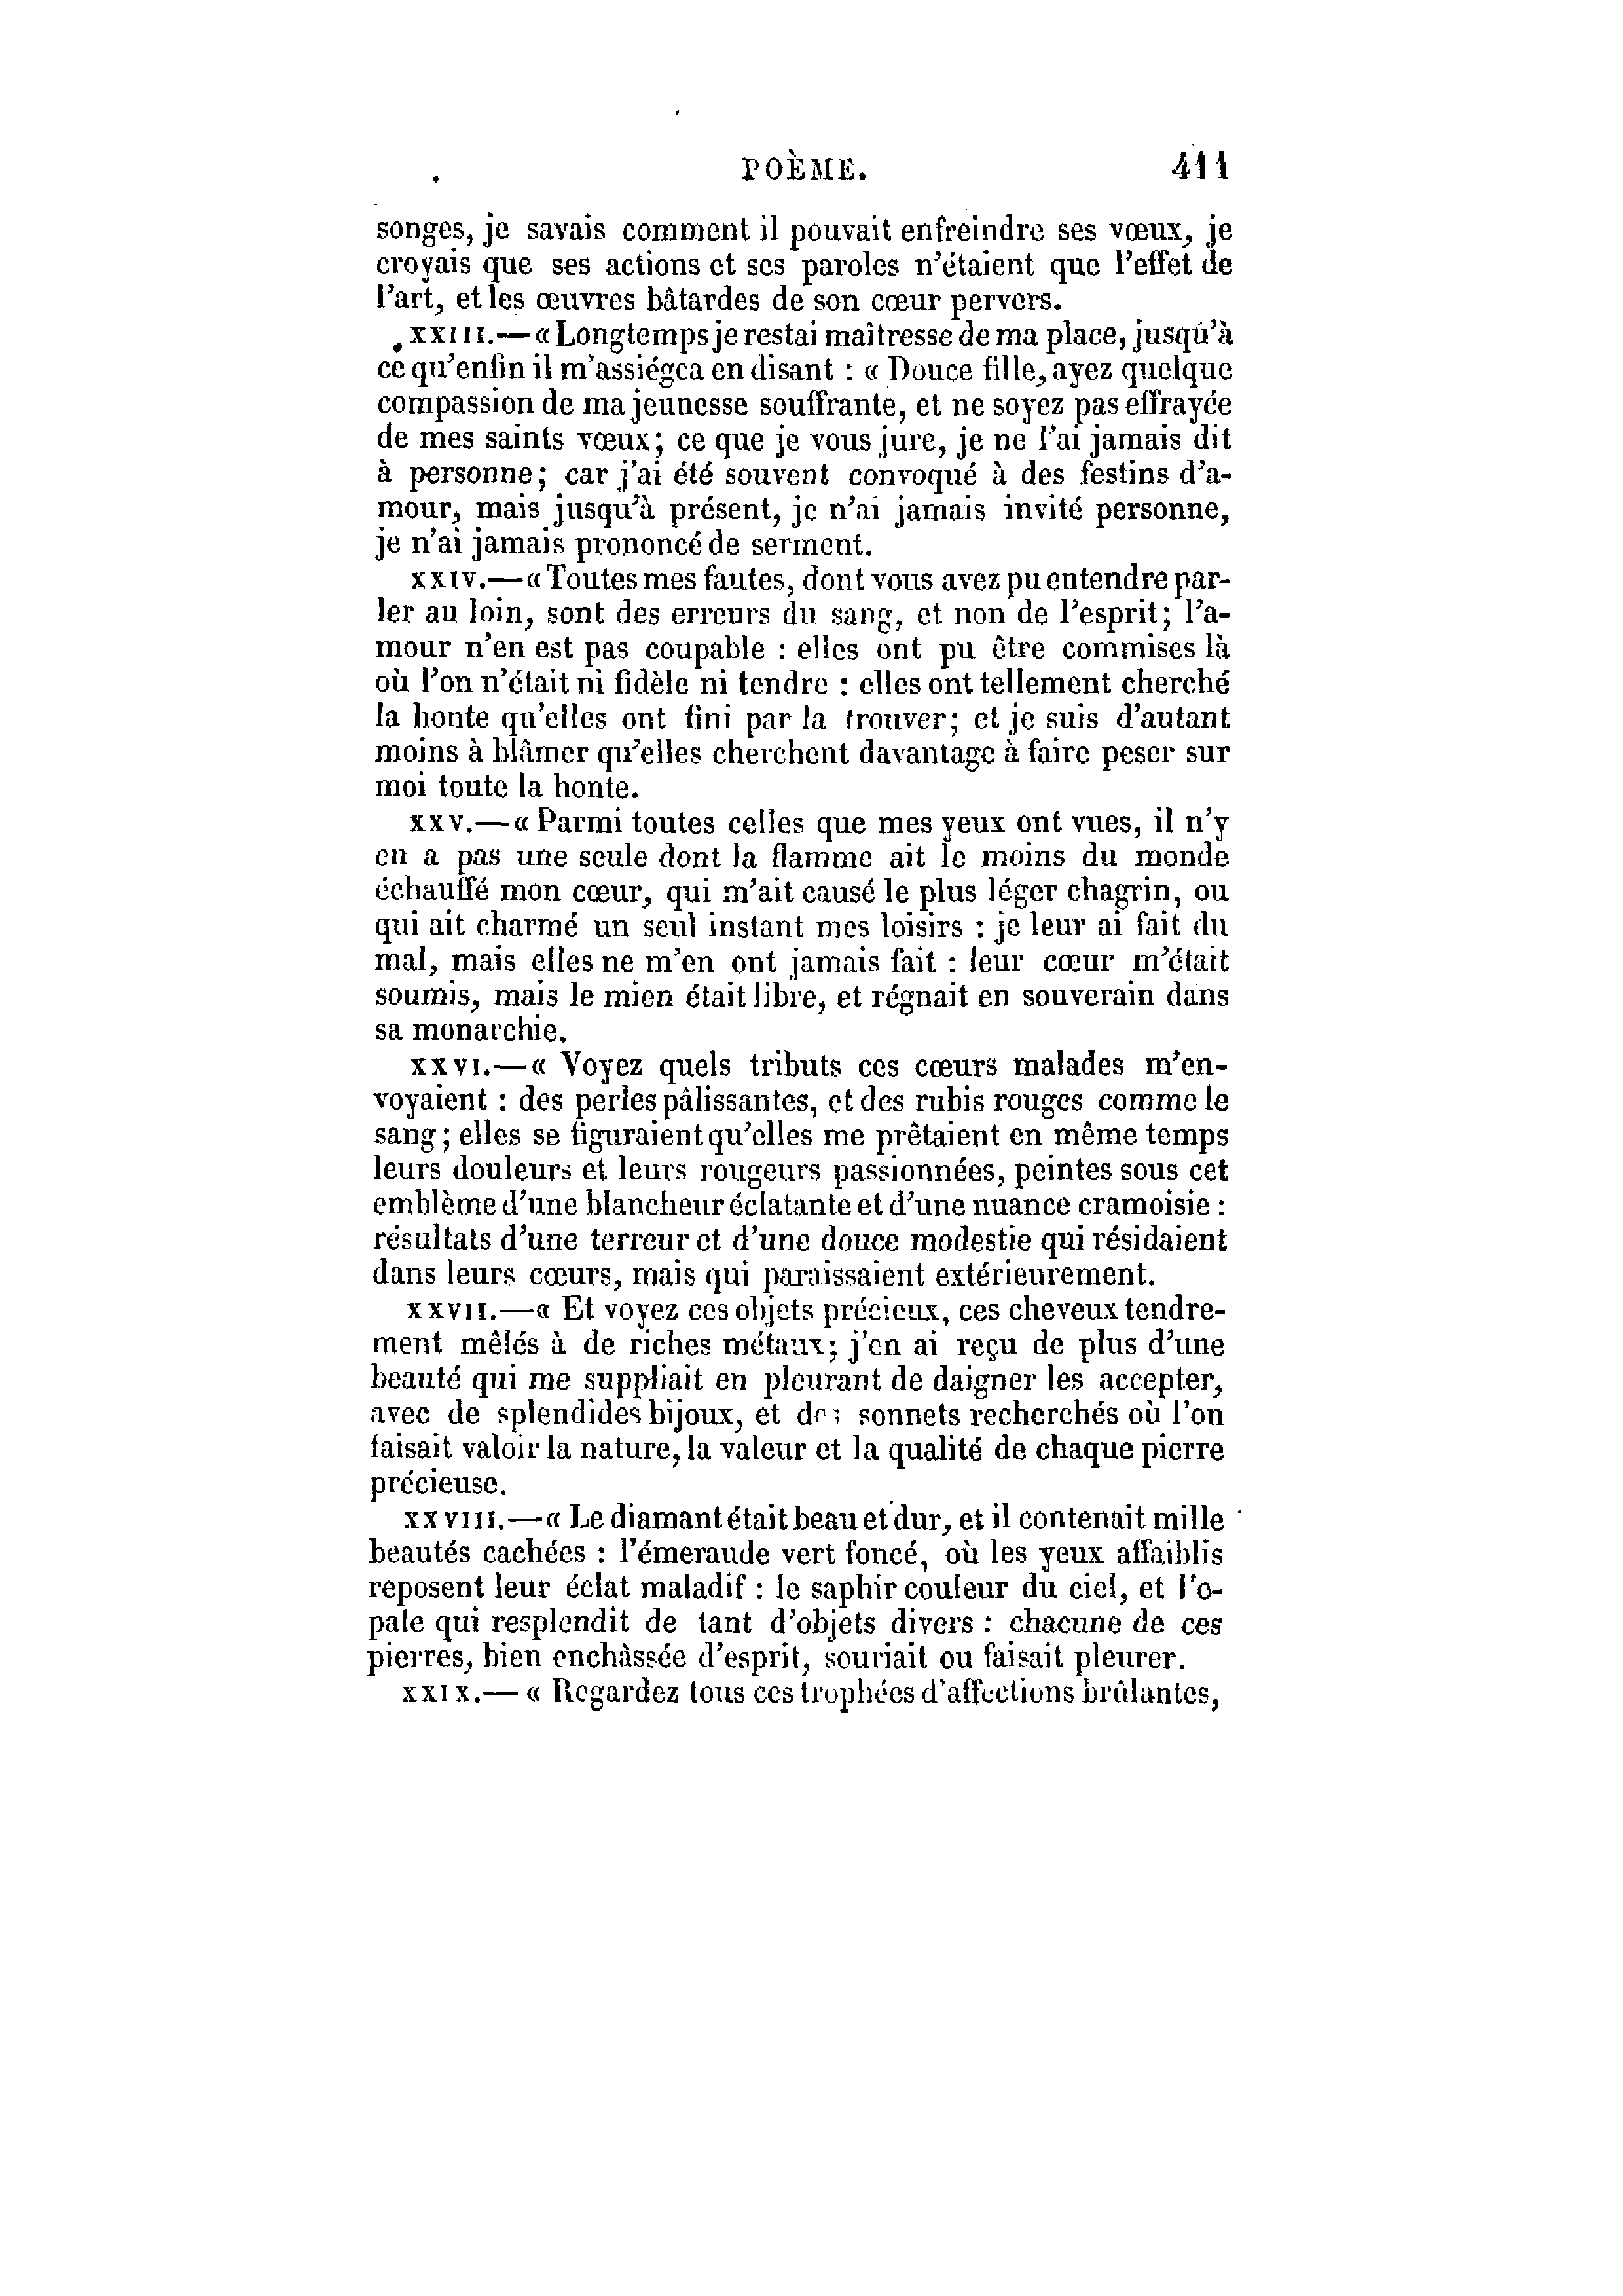 POÈME. 411
songes, je savais comment il pouvait enfreindre ses vœux, je
croyais que ses actions et ses paroles n'étaient que l'effet de
l'art, et les œuvres bâtardes de son cœur pervers.
XXIII.—« Longtemps je restai maîtresse de ma place, jusqu'à
ce qu'enfin il m'assiégea en disant : « Douce fille, ayez quelque
compassion de ma jeunesse souffrante, et ne soyez pas effrayée
de mes saints vœux; ce que je vous jure, je ne l'ai jamais dit
à personne; car j'ai été souvent convoqué à des festins d'a-
mour, mais jusqu'à présent, je n'ai jamais invité personne,
je n'ai jamais prononcé de serment.
XXIV.—« Toutes mes fautes, dont vous avez pu entendre par-
ler au loin, sont des erreurs du sang, et non de l'esprit; l'a-
mour n'en est pas coupable : elles ont pu être commises là
où l'on n'était ni fidèle ni tendre : elles ont tellement cherché
la honte qu'elles ont fini par la trouver; et je suis d'autant
moins à blâmer qu'elles cherchent davantage à faire peser sur
moi toute la honte.
XXV.—« Parmi toutes celles que mes yeux ont vues, il n'y
en a pas une seule dont la flamme ait le moins du monde
échauffé mon cœur, qui m'ait causé le plus léger chagrin, ou
qui ait charmé un seul instant mes loisirs : je leur ai fait du
mal, mais elles ne m'en ont jamais fait : leur cœur m'était
soumis, mais le mien était libre, et régnait en souverain dans
sa monarchie.
XXVI.—« Voyez quels tributs ces cœurs malades m'en-
voyaient : des perles pâlissantes, et des rubis rouges comme le
sang; elles se figuraient qu'elles me prêtaient en même temps
leurs douleurs et leurs rougeurs passionnées, peintes sous cet
emblème d'une blancheur éclatante et d'une nuance cramoisie :
résultats d'une terreur et d'une douce modestie qui résidaient
dans leurs cœurs, mais qui paraissaient extérieurement.
XXVII.—« Et voyez ces objets précieux, ces cheveux tendre-
ment mêlés à de riches métaux; j'en ai reçu de plus d'une
beauté qui me suppliait en pleurant de daigner les accepter,
avec de splendides bijoux, et des sonnets recherchés où l'on
faisait valoir la nature, la valeur et la qualité de chaque pierre
précieuse.
XXVIII.—« Le diamant était beau et dur, et il contenait mille
beautés cachées : l'émeraude vert foncé, où les yeux affaiblis
reposent leur éclat maladif : le saphir couleur du ciel, et l'o-
pale qui resplendit de tant d'objets divers : chacune de ces
pierres, bien enchâssée d'esprit, souriait ou faisait pleurer.
XXIX.— « Regardez tous ces trophées d'affections brûlantes,